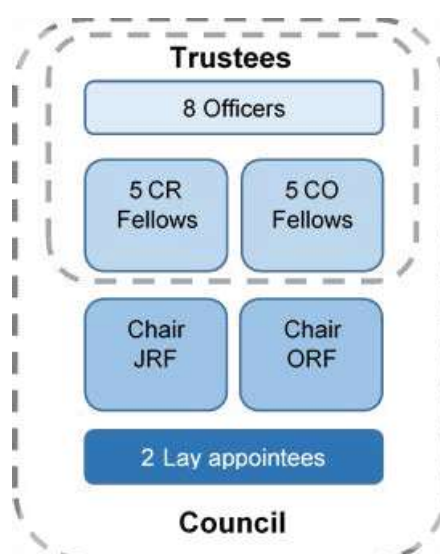 Trustees
8 Officers
5 CR
Fellows
5 CO
Fellows
Chair
JRF
Chair
ORF
2 Lay appointees
Council